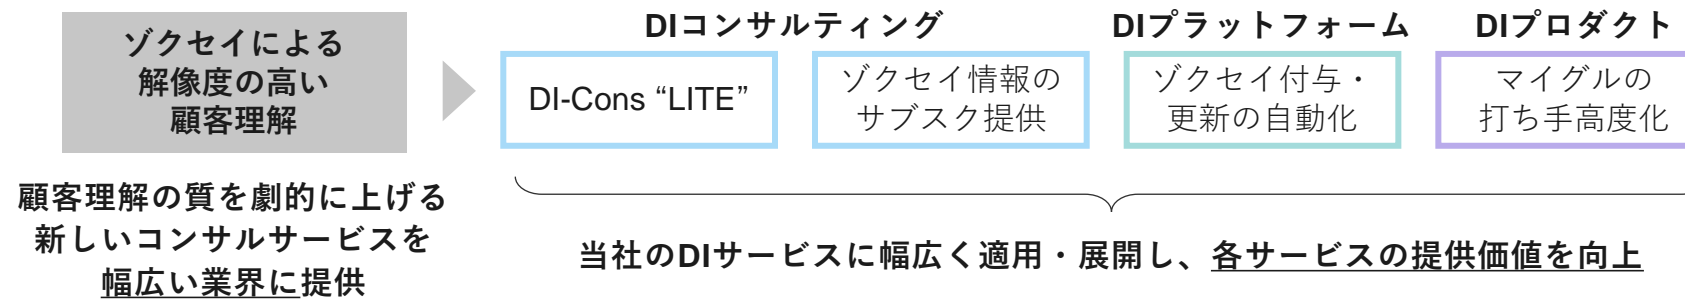 ゾクセイによる
解像度の高い
顧客理解
顧客理解の質を劇的に上げる
新しいコンサルサービスを
幅広い業界に提供
DIコンサルティング
DI-Cons “LITE”
ゾクセイ情報の
サブスク提供
DIプラットフォーム
ゾクセイ付与・
更新の自動化
DIプロダクト
マイグルの
打ち手高度化
当社のDIサービスに幅広く適用・展開し、各サービスの提供価値を向上